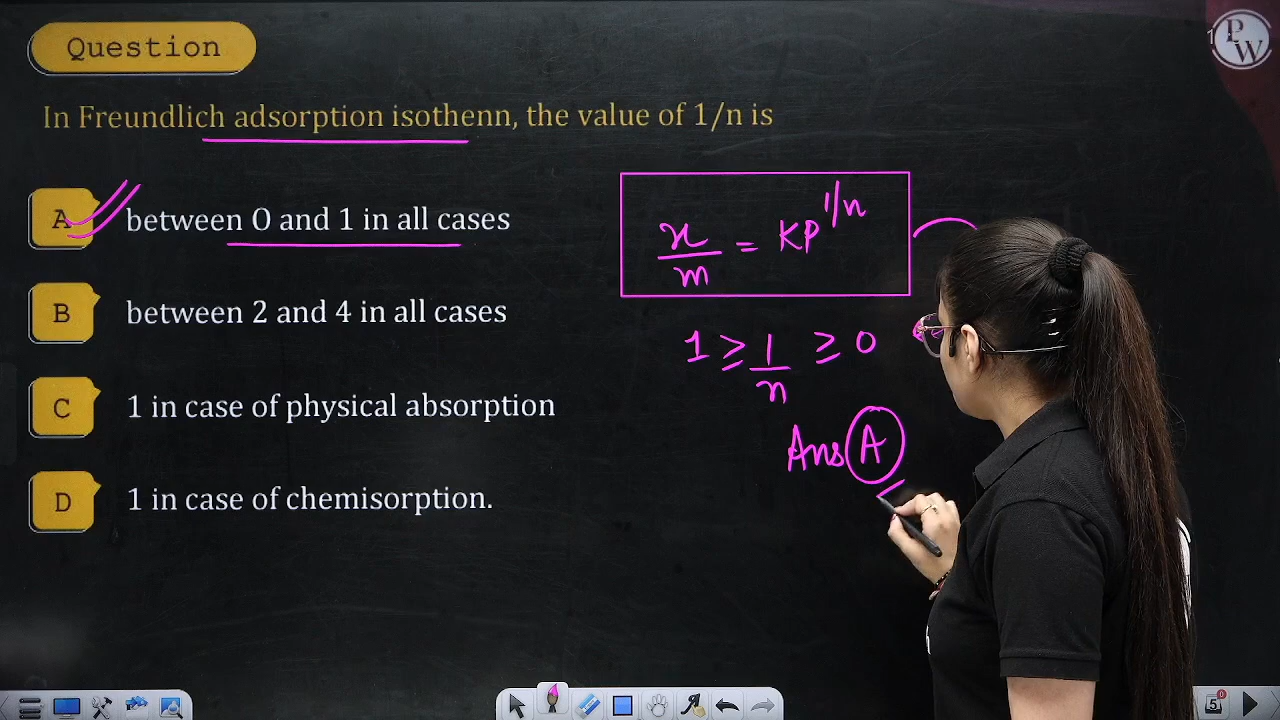 Question
In Freundlich adsorption isothenn, the value of 1/n is
A between 0 and 1 in all cases
B between 2 and 4 in all cases
C 1 in case of physical absorption
D 1 in case of chemisorption.
x/m = KP^1/n
1 ≥ 1/n ≥ 0
Ans A
PW